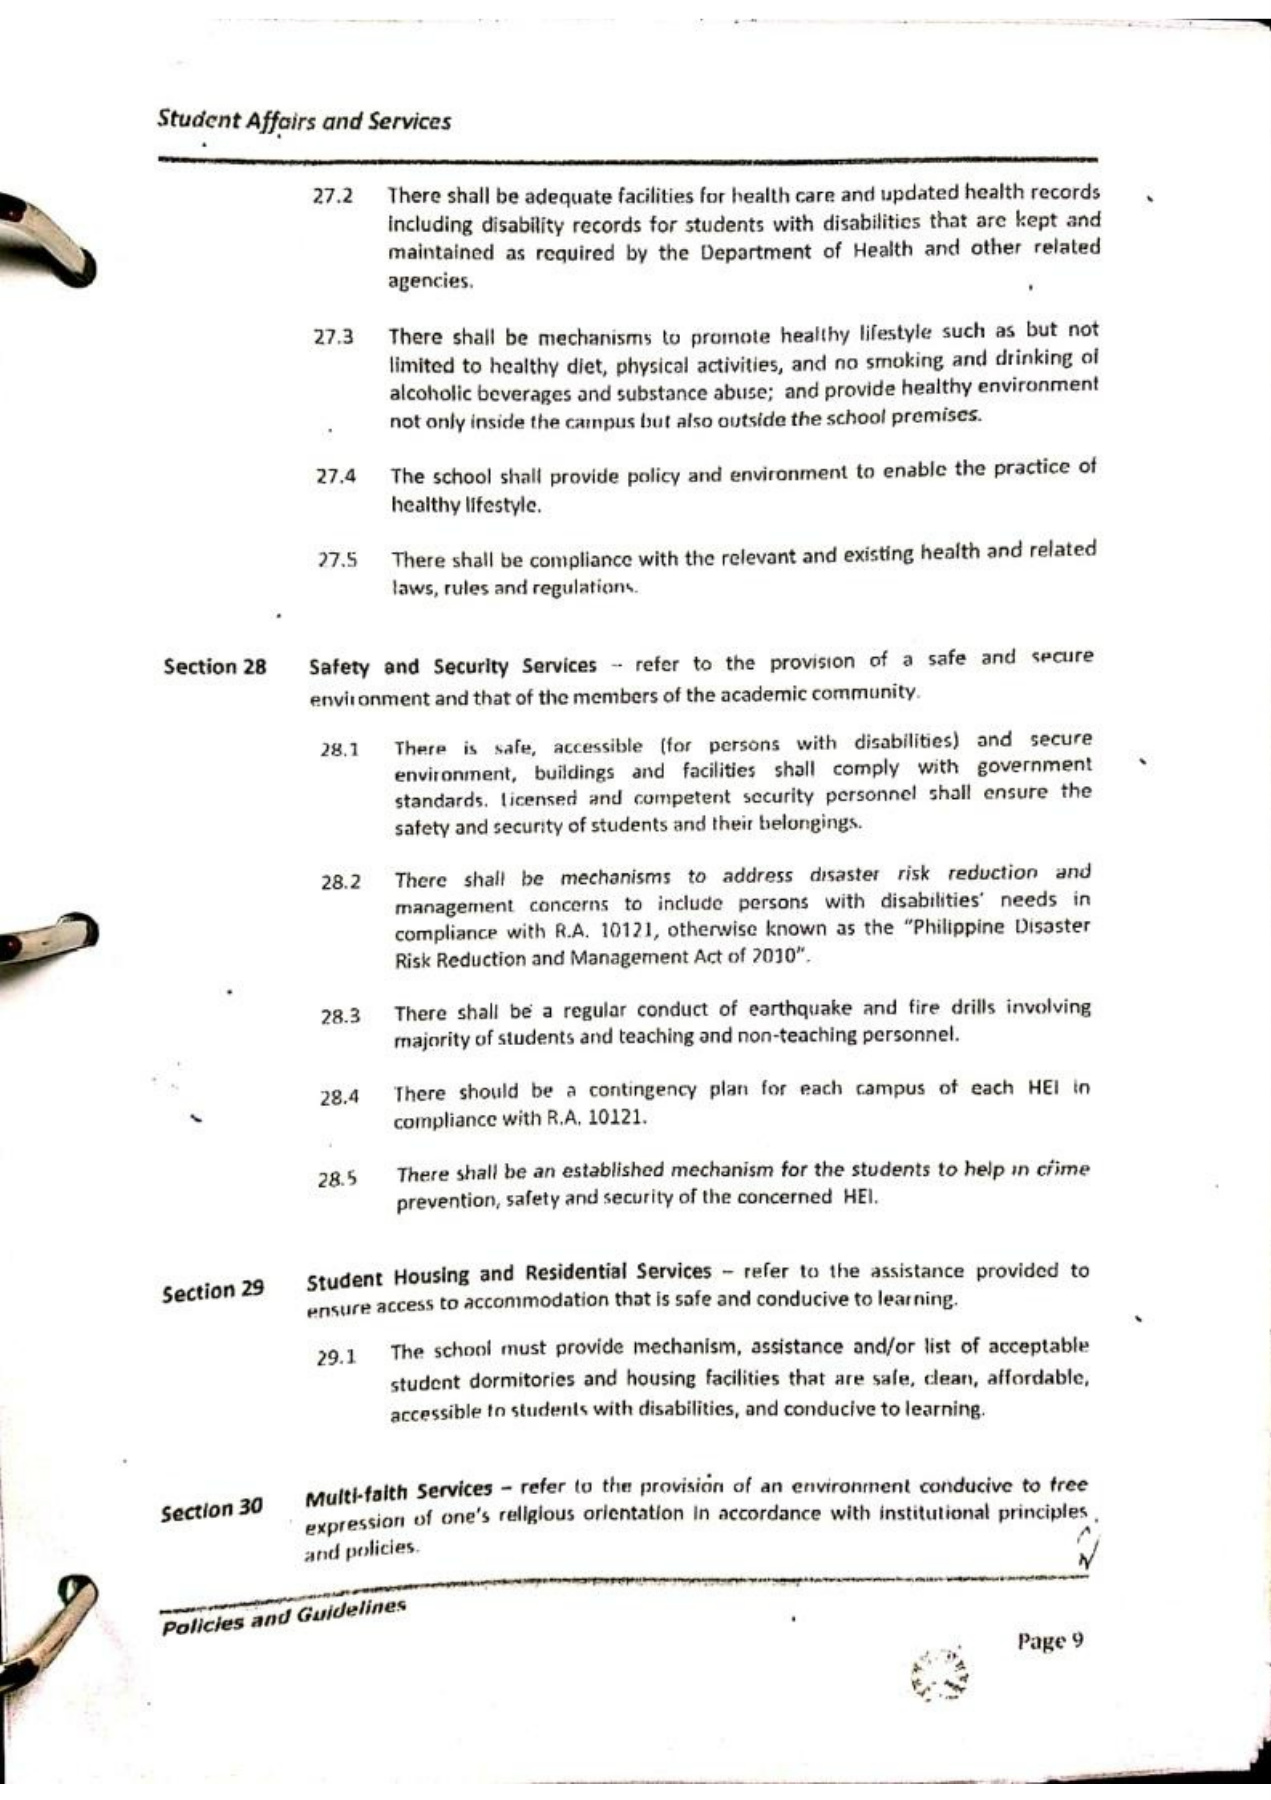 Student Affairs and Services
27.2 There shall be adequate facilities for health care and updated health records
including disability records for students with disabilities that are kept and
maintained as required by the Department of Health and other related
agencies.
27.3 There shall be mechanisms to promote healthy lifestyle such as but not
limited to healthy diet, physical activities, and no smoking and drinking of
alcoholic beverages and substance abuse; and provide healthy environment
not only inside the campus but also outside the school premises.
27.4 The school shall provide policy and environment to enable the practice of
healthy lifestyle.
27.5 There shall be compliance with the relevant and existing health and related
laws, rules and regulations.
Section 28 Safety and Security Services – refer to the provision of a safe and secure
environment and that of the members of the academic community.
28.1 There is safe, accessible (for persons with disabilities) and secure
environment, buildings and facilities shall comply with government
standards. Licensed and competent security personnel shall ensure the
safety and security of students and their belongings.
28.2 There shall be mechanisms to address disaster risk reduction and
management concerns to include persons with disabilities' needs in
compliance with R.A. 10121, otherwise known as the "Philippine Disaster
Risk Reduction and Management Act of 2010".
28.3 There shall be a regular conduct of earthquake and fire drills involving
majority of students and teaching and non-teaching personnel.
28.4 There should be a contingency plan for each campus of each HEI in
compliance with R.A. 10121.
28.5 There shall be an established mechanism for the students to help in crime
prevention, safety and security of the concerned HEI.
Section 29 Student Housing and Residential Services – refer to the assistance provided to
ensure access to accommodation that is safe and conducive to learning.
29.1 The school must provide mechanism, assistance and/or list of acceptable
student dormitories and housing facilities that are safe, clean, affordable,
accessible to students with disabilities, and conducive to learning.
Section 30 Multi-faith Services – refer to the provision of an environment conducive to free
expression of one's religious orientation in accordance with institutional principles
and policies.
Policies and Guidelines
Page 9